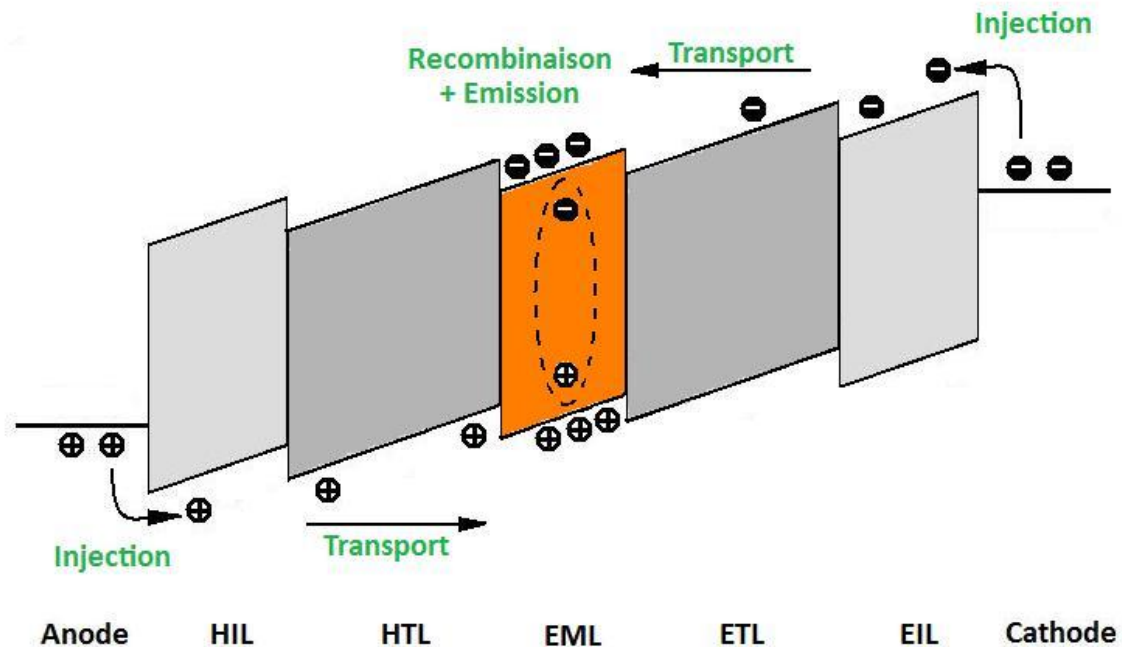 Injection
Transport
Recombinaison
+ Emission
Injection
Transport
Anode HIL HTL EML ETL EIL Cathode